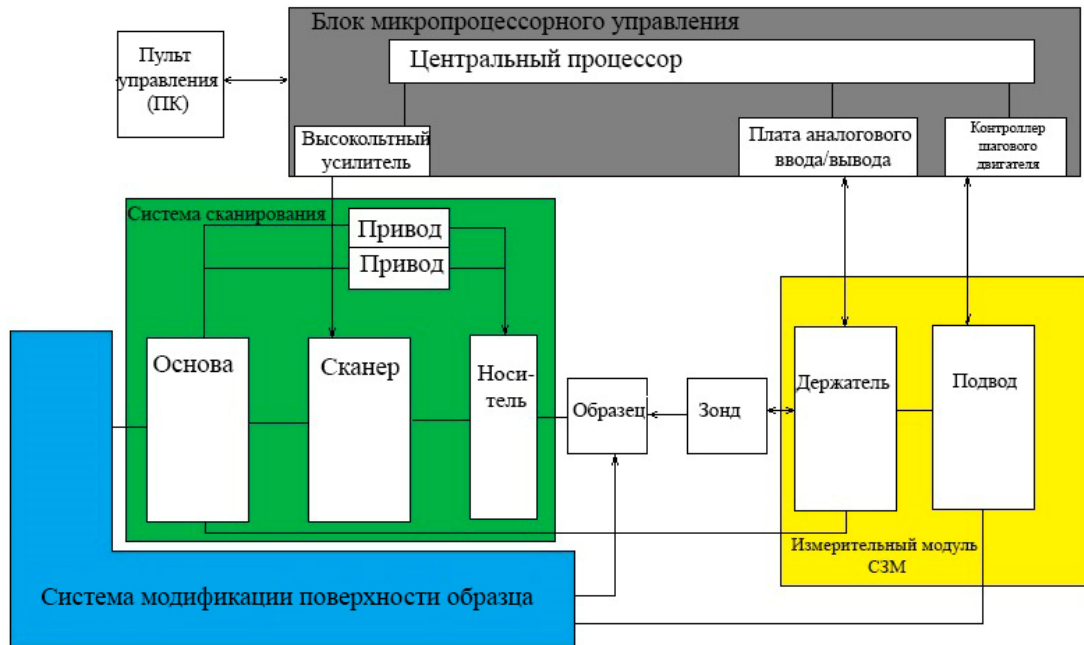 Блок микропроцессорного управления
Пульт
управления
(ПК)
Центральный процессор
Высокольтный
усилитель
Плата аналогового
ввода/вывода
Контроллер
шагового
двигателя
Система сканирования
Привод
Привод
Основа
Сканер
Носи-
тель
Образец
Зонд
Держатель
Подвод
Измерительный модуль
СЗМ
Система модификации поверхности образца